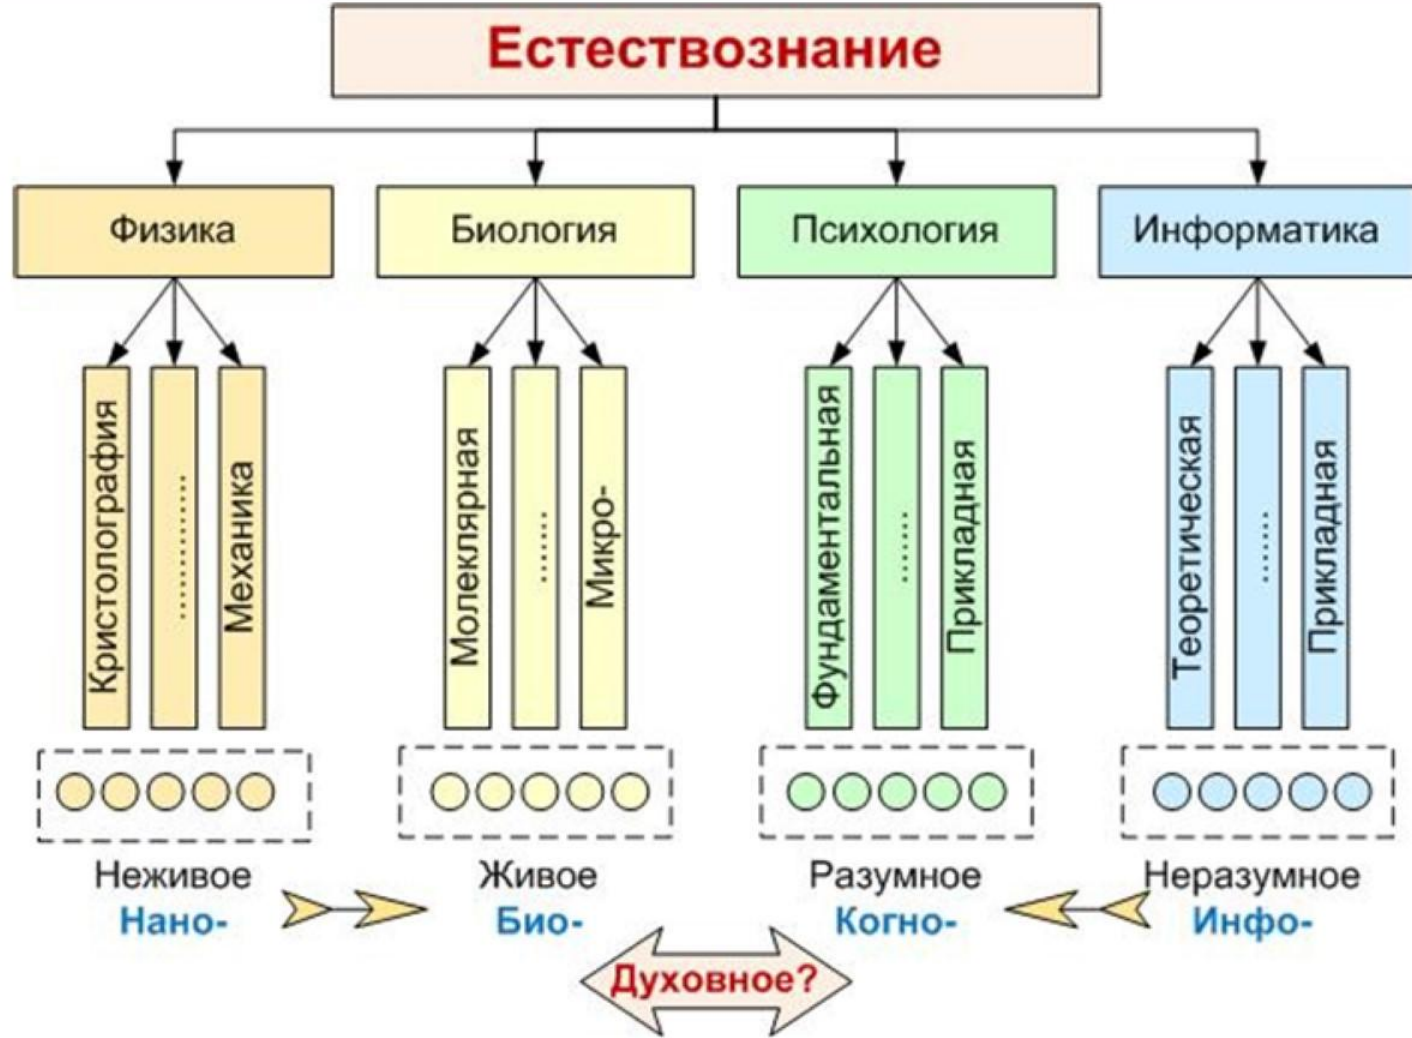 Естествознание
Физика
Биология
Психология
Информатика
Кристолография
............
Механика
Молеклярная
.......
Микро-
Фундаментальная
.......
Прикладная
Теоретическая
.......
Прикладная
Неживое
Живое
Разумное
Неразумное
Нано-
Био-
Когно-
Инфо-
Духовное?